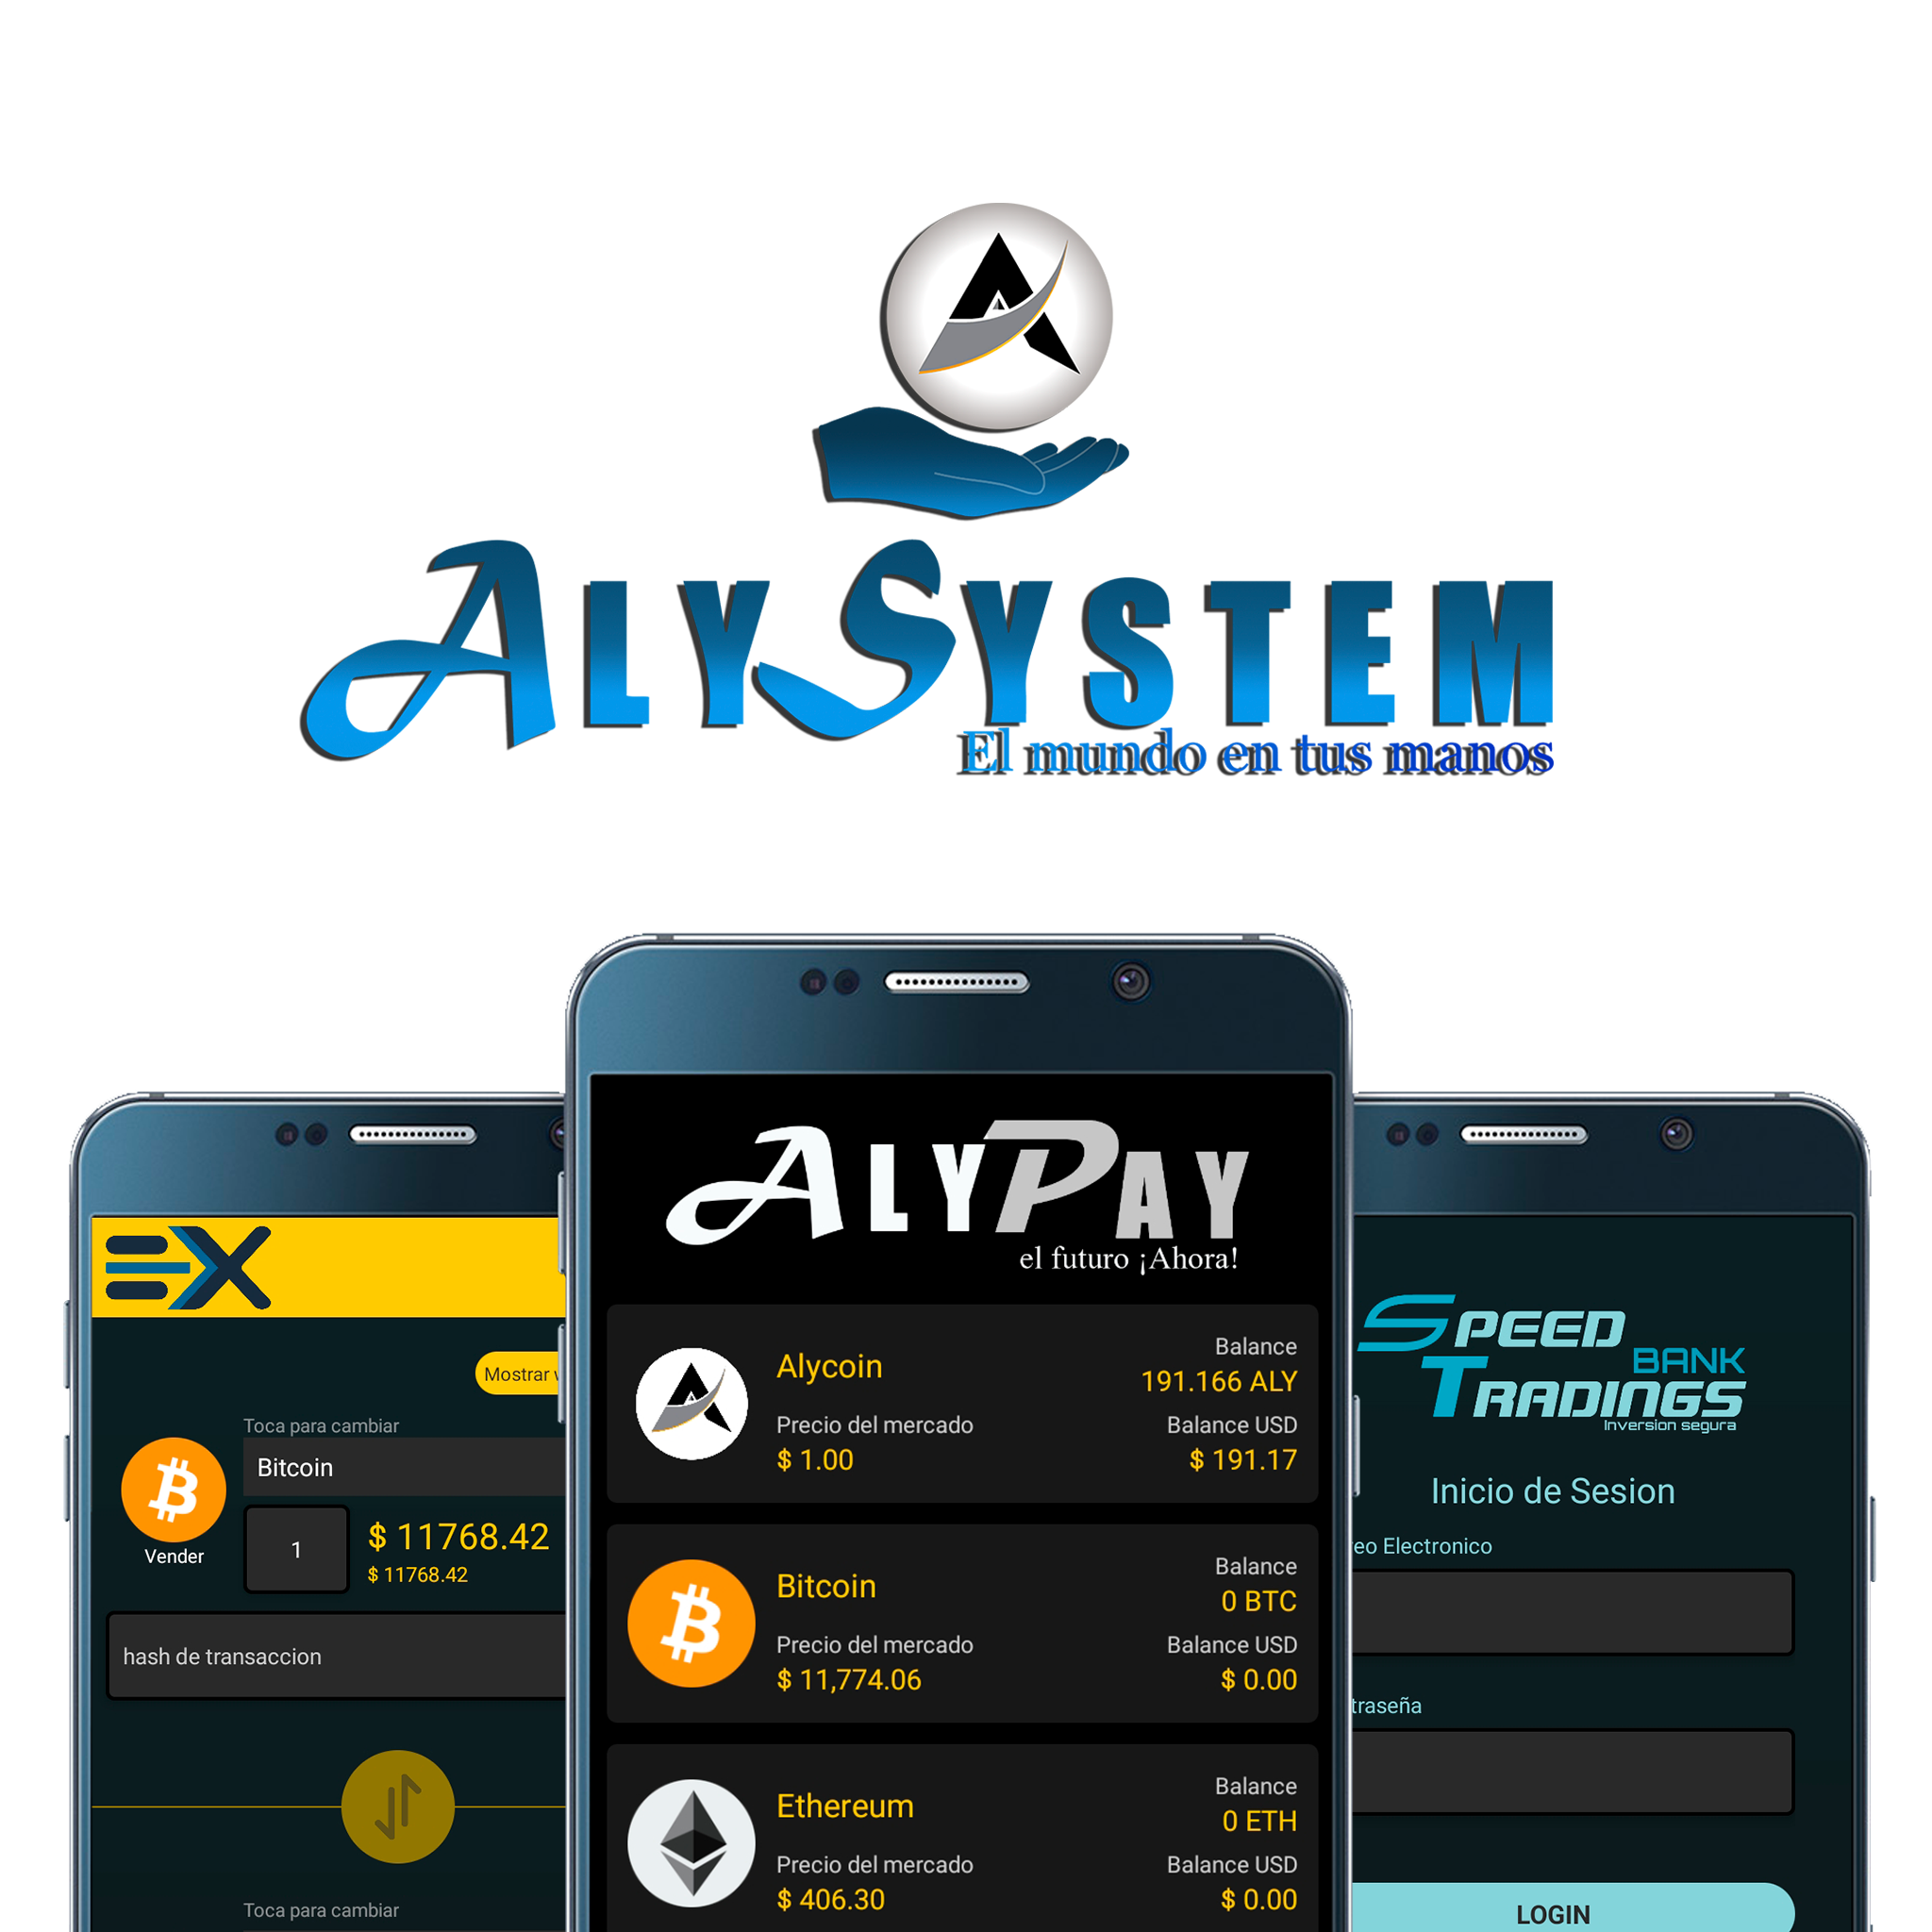 ALYSYSTEM
El mundo en tus manos
EX
Mostrar
Toca para cambiar
Bitcoin
Vender
1
$ 11768.42
$ 11768.42
hash de transaccion
Toca para cambiar
ALYPAY
el futuro ¡Ahora!
Alycoin
Balance
191.166 ALY
Precio del mercado
Balance USD
$ 1.00
$ 191.17
Bitcoin
Balance
0 BTC
Precio del mercado
Balance USD
$ 11,774.06
$ 0.00
Ethereum
Balance
0 ETH
Precio del mercado
Balance USD
$ 406.30
$ 0.00
SPEED
BANK
TRADINGS
Inversion segura
Inicio de Sesion
eo Electronico
traseña
LOGIN